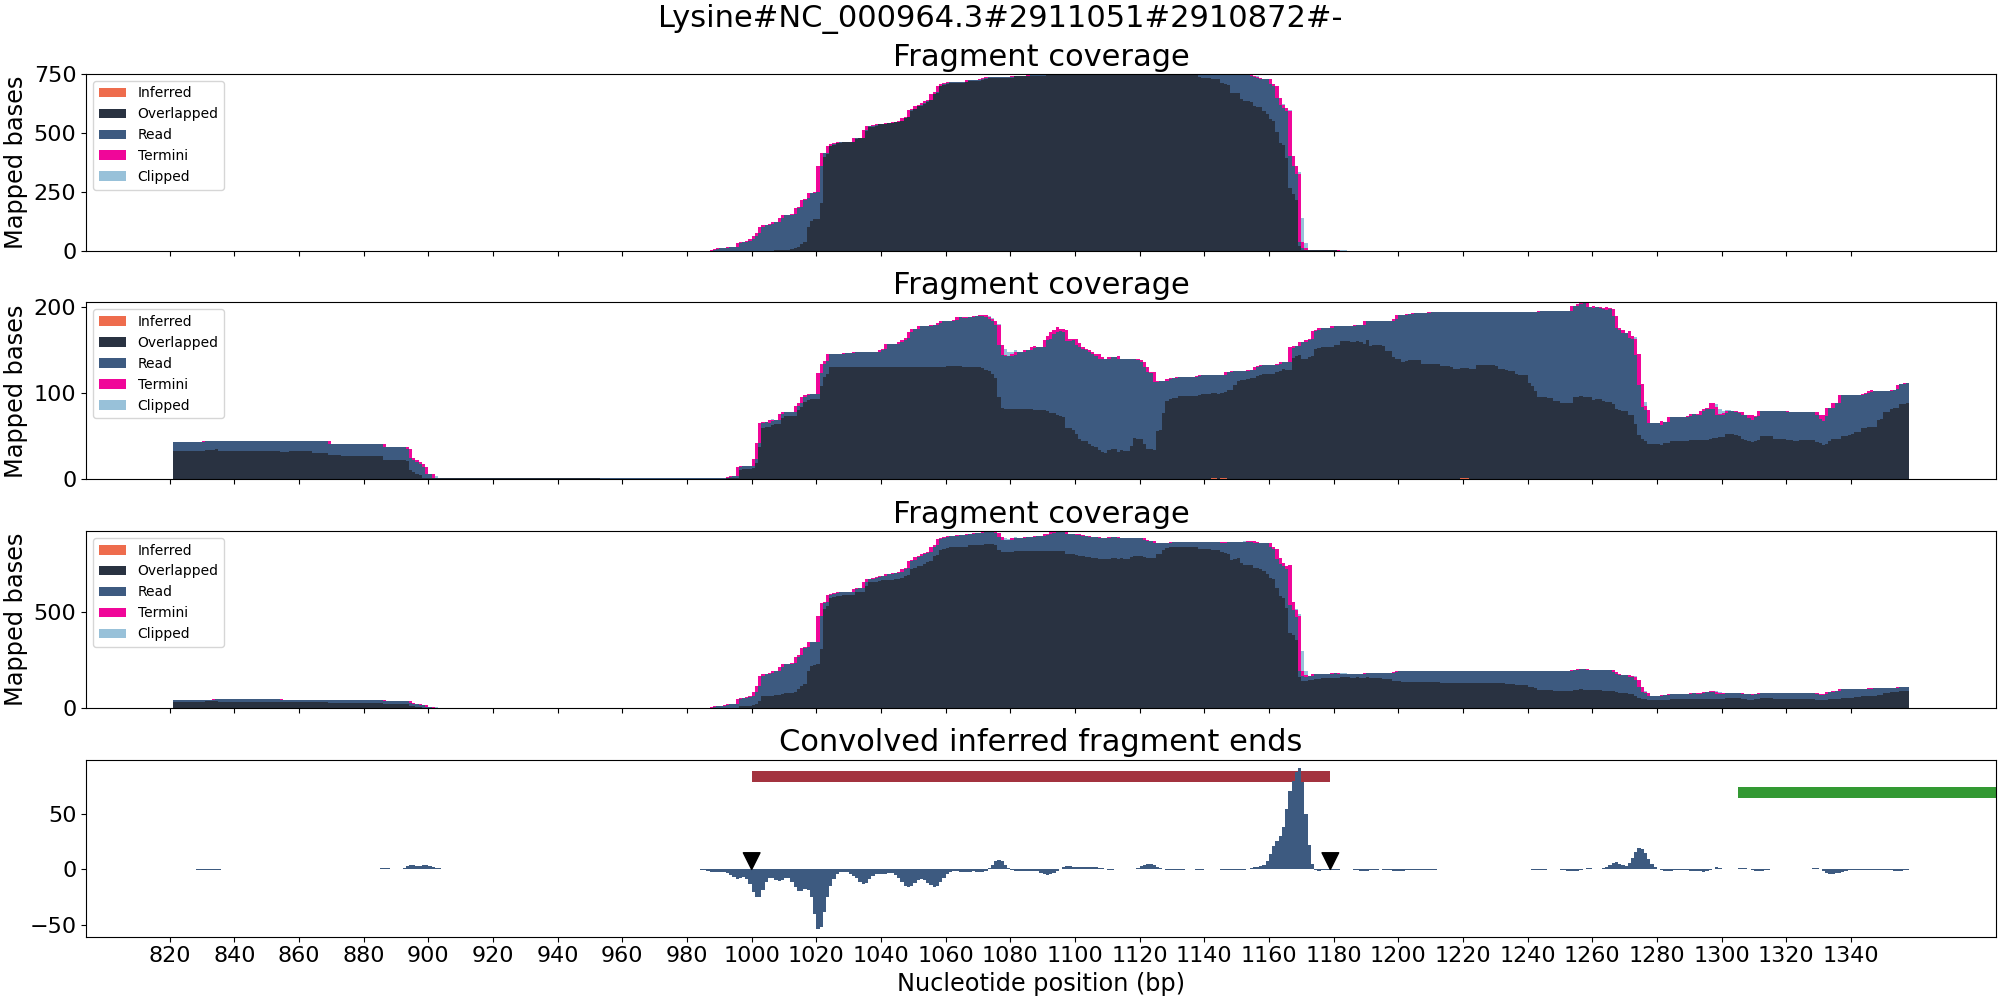 Lysine#NC_000964.3#2911051#2910872#-
Fragment coverage
Mapped bases
750
500
250
0
Inferred
Overlapped
Read
Termini
Clipped
Fragment coverage
Mapped bases
200
100
0
Inferred
Overlapped
Read
Termini
Clipped
Fragment coverage
Mapped bases
500
0
Inferred
Overlapped
Read
Termini
Clipped
Convolved inferred fragment ends
50
0
−50
820 840 860 880 900 920 940 960 980 1000 1020 1040 1060 1080 1100 1120 1140 1160 1180 1200 1220 1240 1260 1280 1300 1320 1340
Nucleotide position (bp)